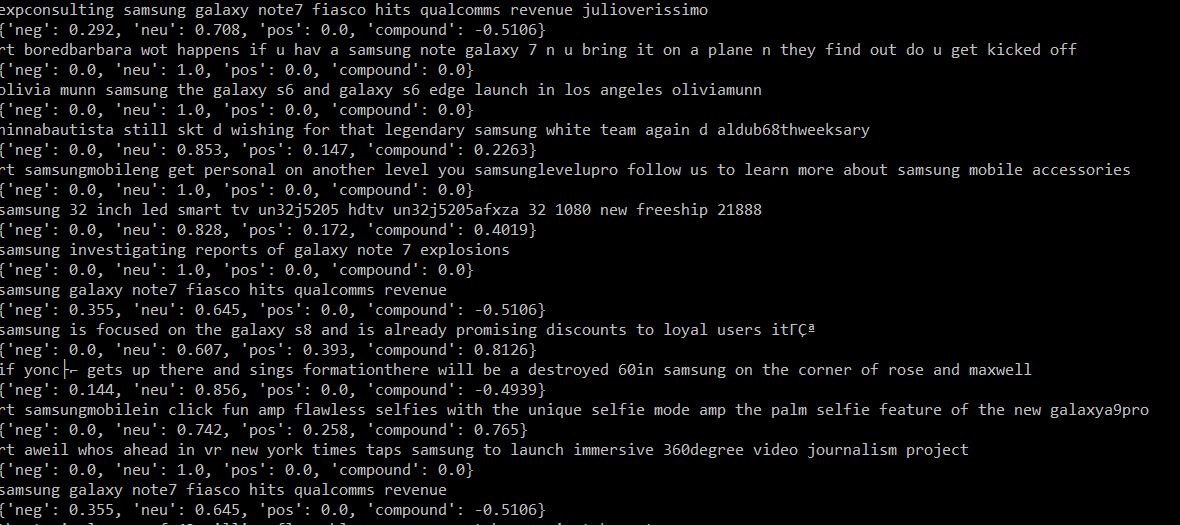 expconsulting samsung galaxy note7 fiasco hits qualcomms revenue julioverissimo
{'neg': 0.292, 'neu': 0.708, 'pos': 0.0, 'compound': -0.5106}
rt boredbarbara wot happens if u hav a samsung note galaxy 7 n u bring it on a plane n they find out do u get kicked off
{'neg': 0.0, 'neu': 1.0, 'pos': 0.0, 'compound': 0.0}
olivia munn samsung the galaxy s6 and galaxy s6 edge launch in los angeles oliviamunn
{'neg': 0.0, 'neu': 1.0, 'pos': 0.0, 'compound': 0.0}
ninnabautista still skt d wishing for that legendary samsung white team again d aldub68thweeksary
{'neg': 0.0, 'neu': 0.853, 'pos': 0.147, 'compound': 0.2263}
rt samsungmobileng get personal on another level you samsunglevelupro follow us to learn more about samsung mobile accessories
{'neg': 0.0, 'neu': 1.0, 'pos': 0.0, 'compound': 0.0}
samsung 32 inch led smart tv un32j5205 hdtv un32j5205afxza 32 1080 new freeship 21888
{'neg': 0.0, 'neu': 0.828, 'pos': 0.172, 'compound': 0.4019}
samsung investigating reports of galaxy note 7 explosions
{'neg': 0.0, 'neu': 1.0, 'pos': 0.0, 'compound': 0.0}
samsung galaxy note7 fiasco hits qualcomms revenue
{'neg': 0.355, 'neu': 0.645, 'pos': 0.0, 'compound': -0.5106}
samsung is focused on the galaxy s8 and is already promising discounts to loyal users itΓÇª
{'neg': 0.0, 'neu': 0.607, 'pos': 0.393, 'compound': 0.8126}
if yonc├⌐ gets up there and sings formationthere will be a destroyed 60in samsung on the corner of rose and maxwell
{'neg': 0.144, 'neu': 0.856, 'pos': 0.0, 'compound': -0.4939}
rt samsungmobilein click fun amp flawless selfies with the unique selfie mode amp the palm selfie feature of the new galaxya9pro
{'neg': 0.0, 'neu': 0.742, 'pos': 0.258, 'compound': 0.765}
rt aweil whos ahead in vr new york times taps samsung to launch immersive 360degree video journalism project
{'neg': 0.0, 'neu': 1.0, 'pos': 0.0, 'compound': 0.0}
samsung galaxy note7 fiasco hits qualcomms revenue
{'neg': 0.355, 'neu': 0.645, 'pos': 0.0, 'compound': -0.5106}